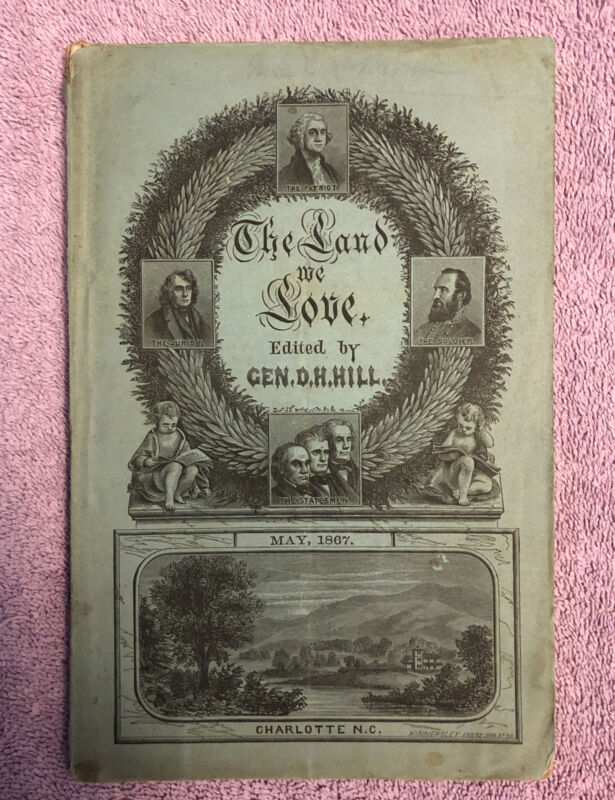 THE PATRIOT.
The Land
we
Love.
Edited by
GEN. D.H. HILL.
THE JURIST.
THE SOLDIER.
THE STATESMEN
MAY, 1867.
CHARLOTTE N.C.
KINNERSLEY